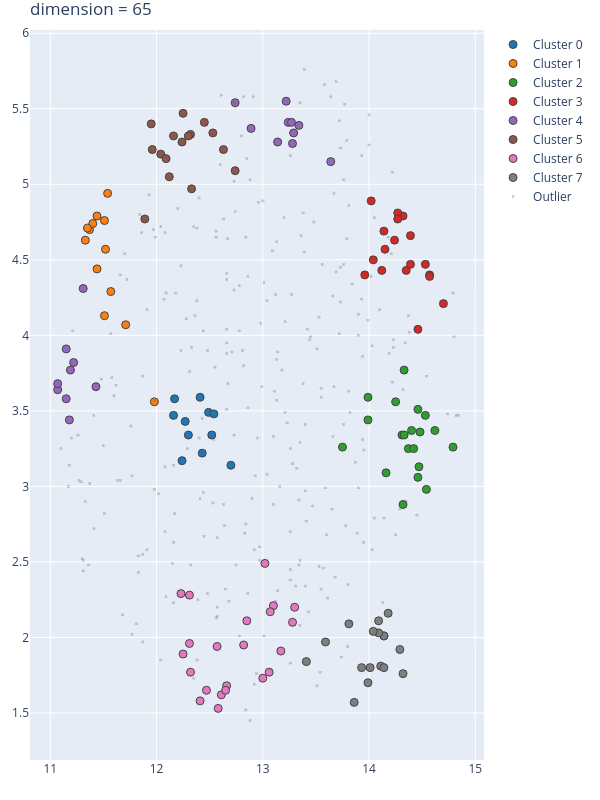 dimension = 65
6
5.5
5
4.5
4
3.5
3
2.5
2
1.5
11
12
13
14
15
Cluster 0
Cluster 1
Cluster 2
Cluster 3
Cluster 4
Cluster 5
Cluster 6
Cluster 7
Outlier